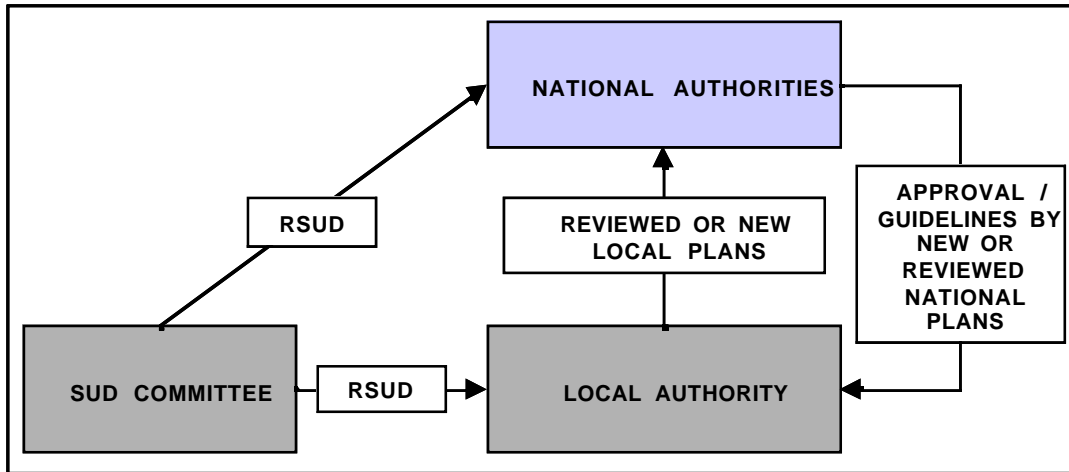 NATIONAL AUTHORITIES
RSUD
REVIEWED OR NEW
LOCAL PLANS
APPROVAL /
GUIDELINES BY
NEW OR
REVIEWED
NATIONAL
PLANS
SUD COMMITTEE
RSUD
LOCAL AUTHORITY